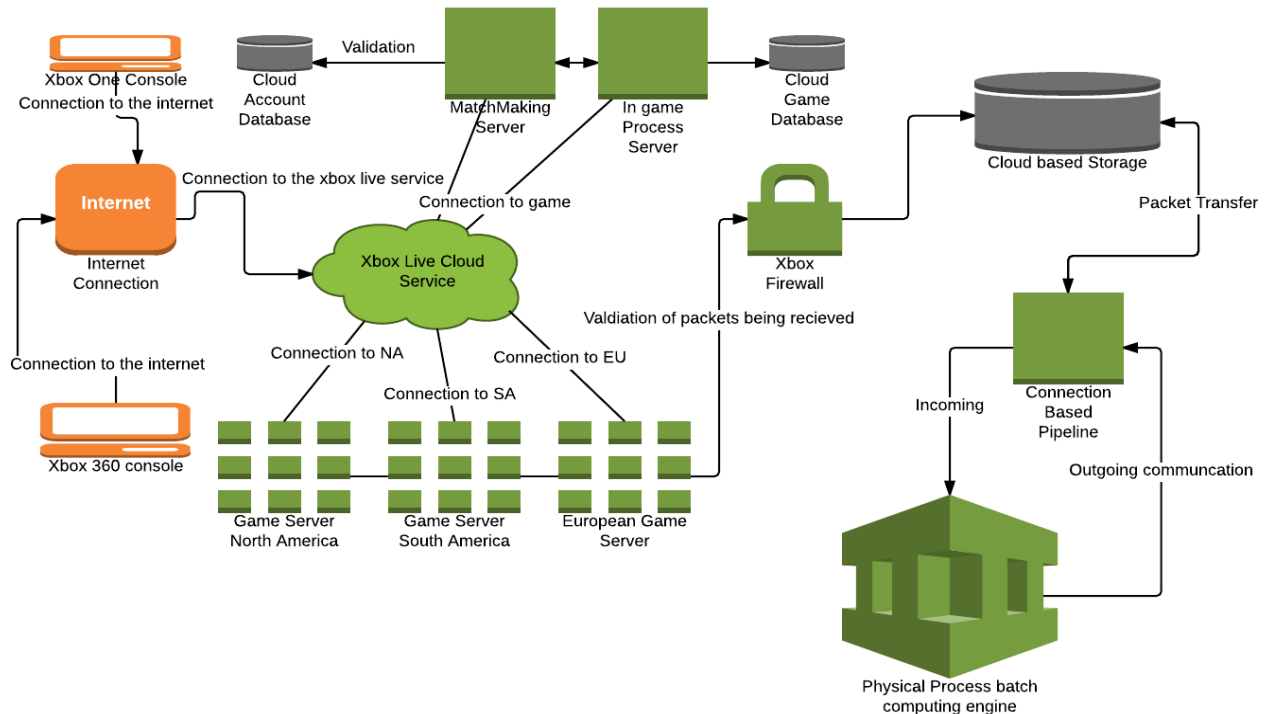 Xbox One Console
Connection to the internet
Internet
Internet
Connection
Connection to the internet
Xbox 360 console
Validation
Cloud
Account
Database
MatchMaking
Server
In game
Process
Server
Cloud
Game
Database
Connection to the xbox live service
Connection to game
Xbox Live Cloud
Service
Connection to NA
Connection to SA
Connection to EU
Game Server
North America
Game Server
South America
European Game
Server
Valdiation of packets being recieved
Xbox
Firewall
Cloud based Storage
Packet Transfer
Connection
Based
Pipeline
Incoming
Outgoing communcation
Physical Process batch
computing engine